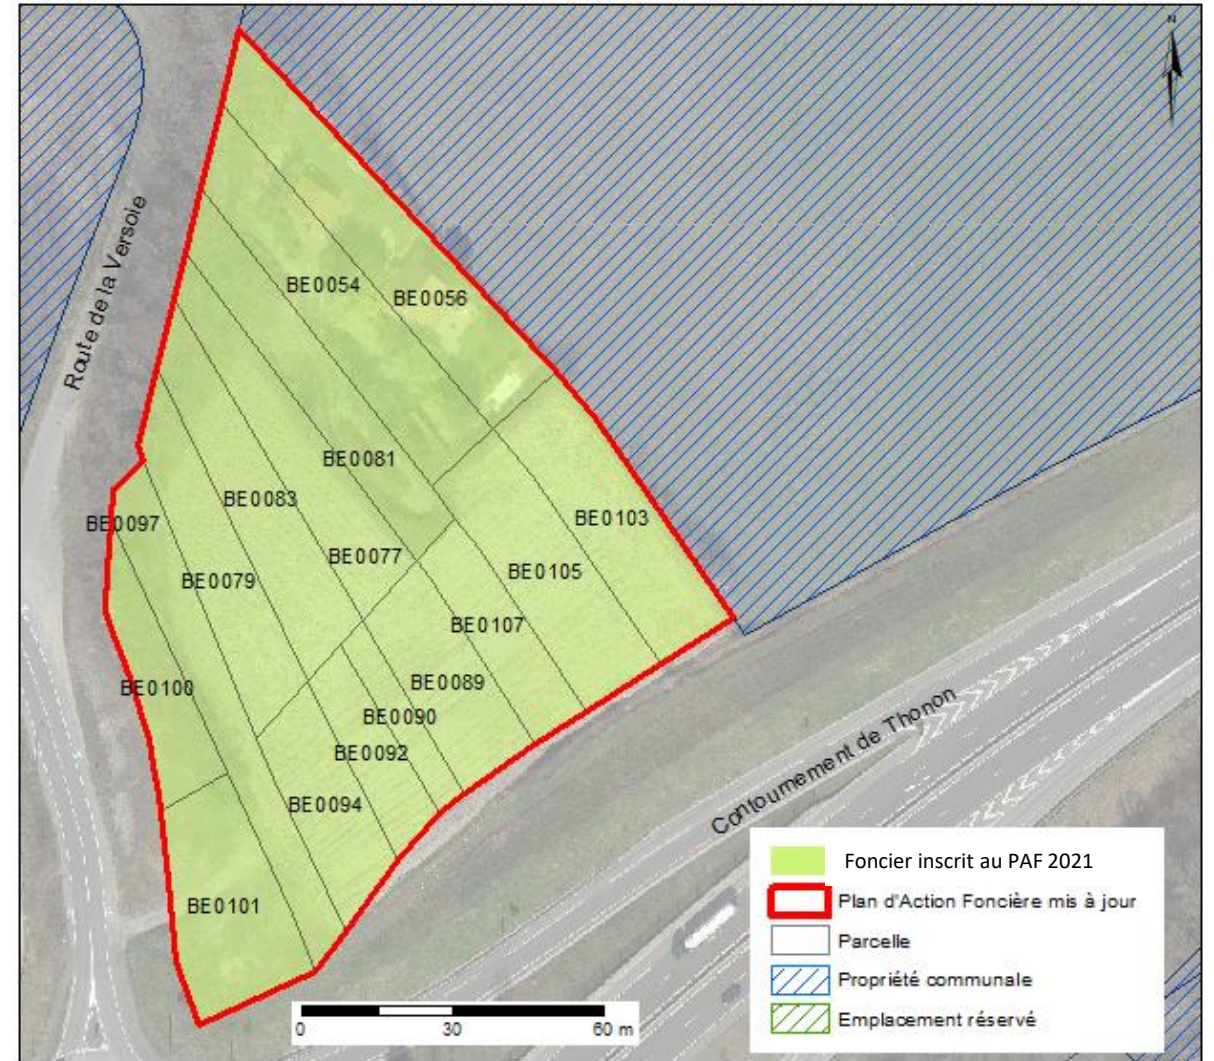 N
Route de la Versoie
BE0054
BE0056
BE0081
BE0083
BE0103
BE0097
BE0077
BE0105
BE0079
BE0107
BE0100
BE0089
BE0090
BE0092
BE0094
BE0101
Contournement de Thonon
Foncier inscrit au PAF 2021
Plan d'Action Foncière mis à jour
Parcelle
Propriété communale
Emplacement réservé
0 30 60 m